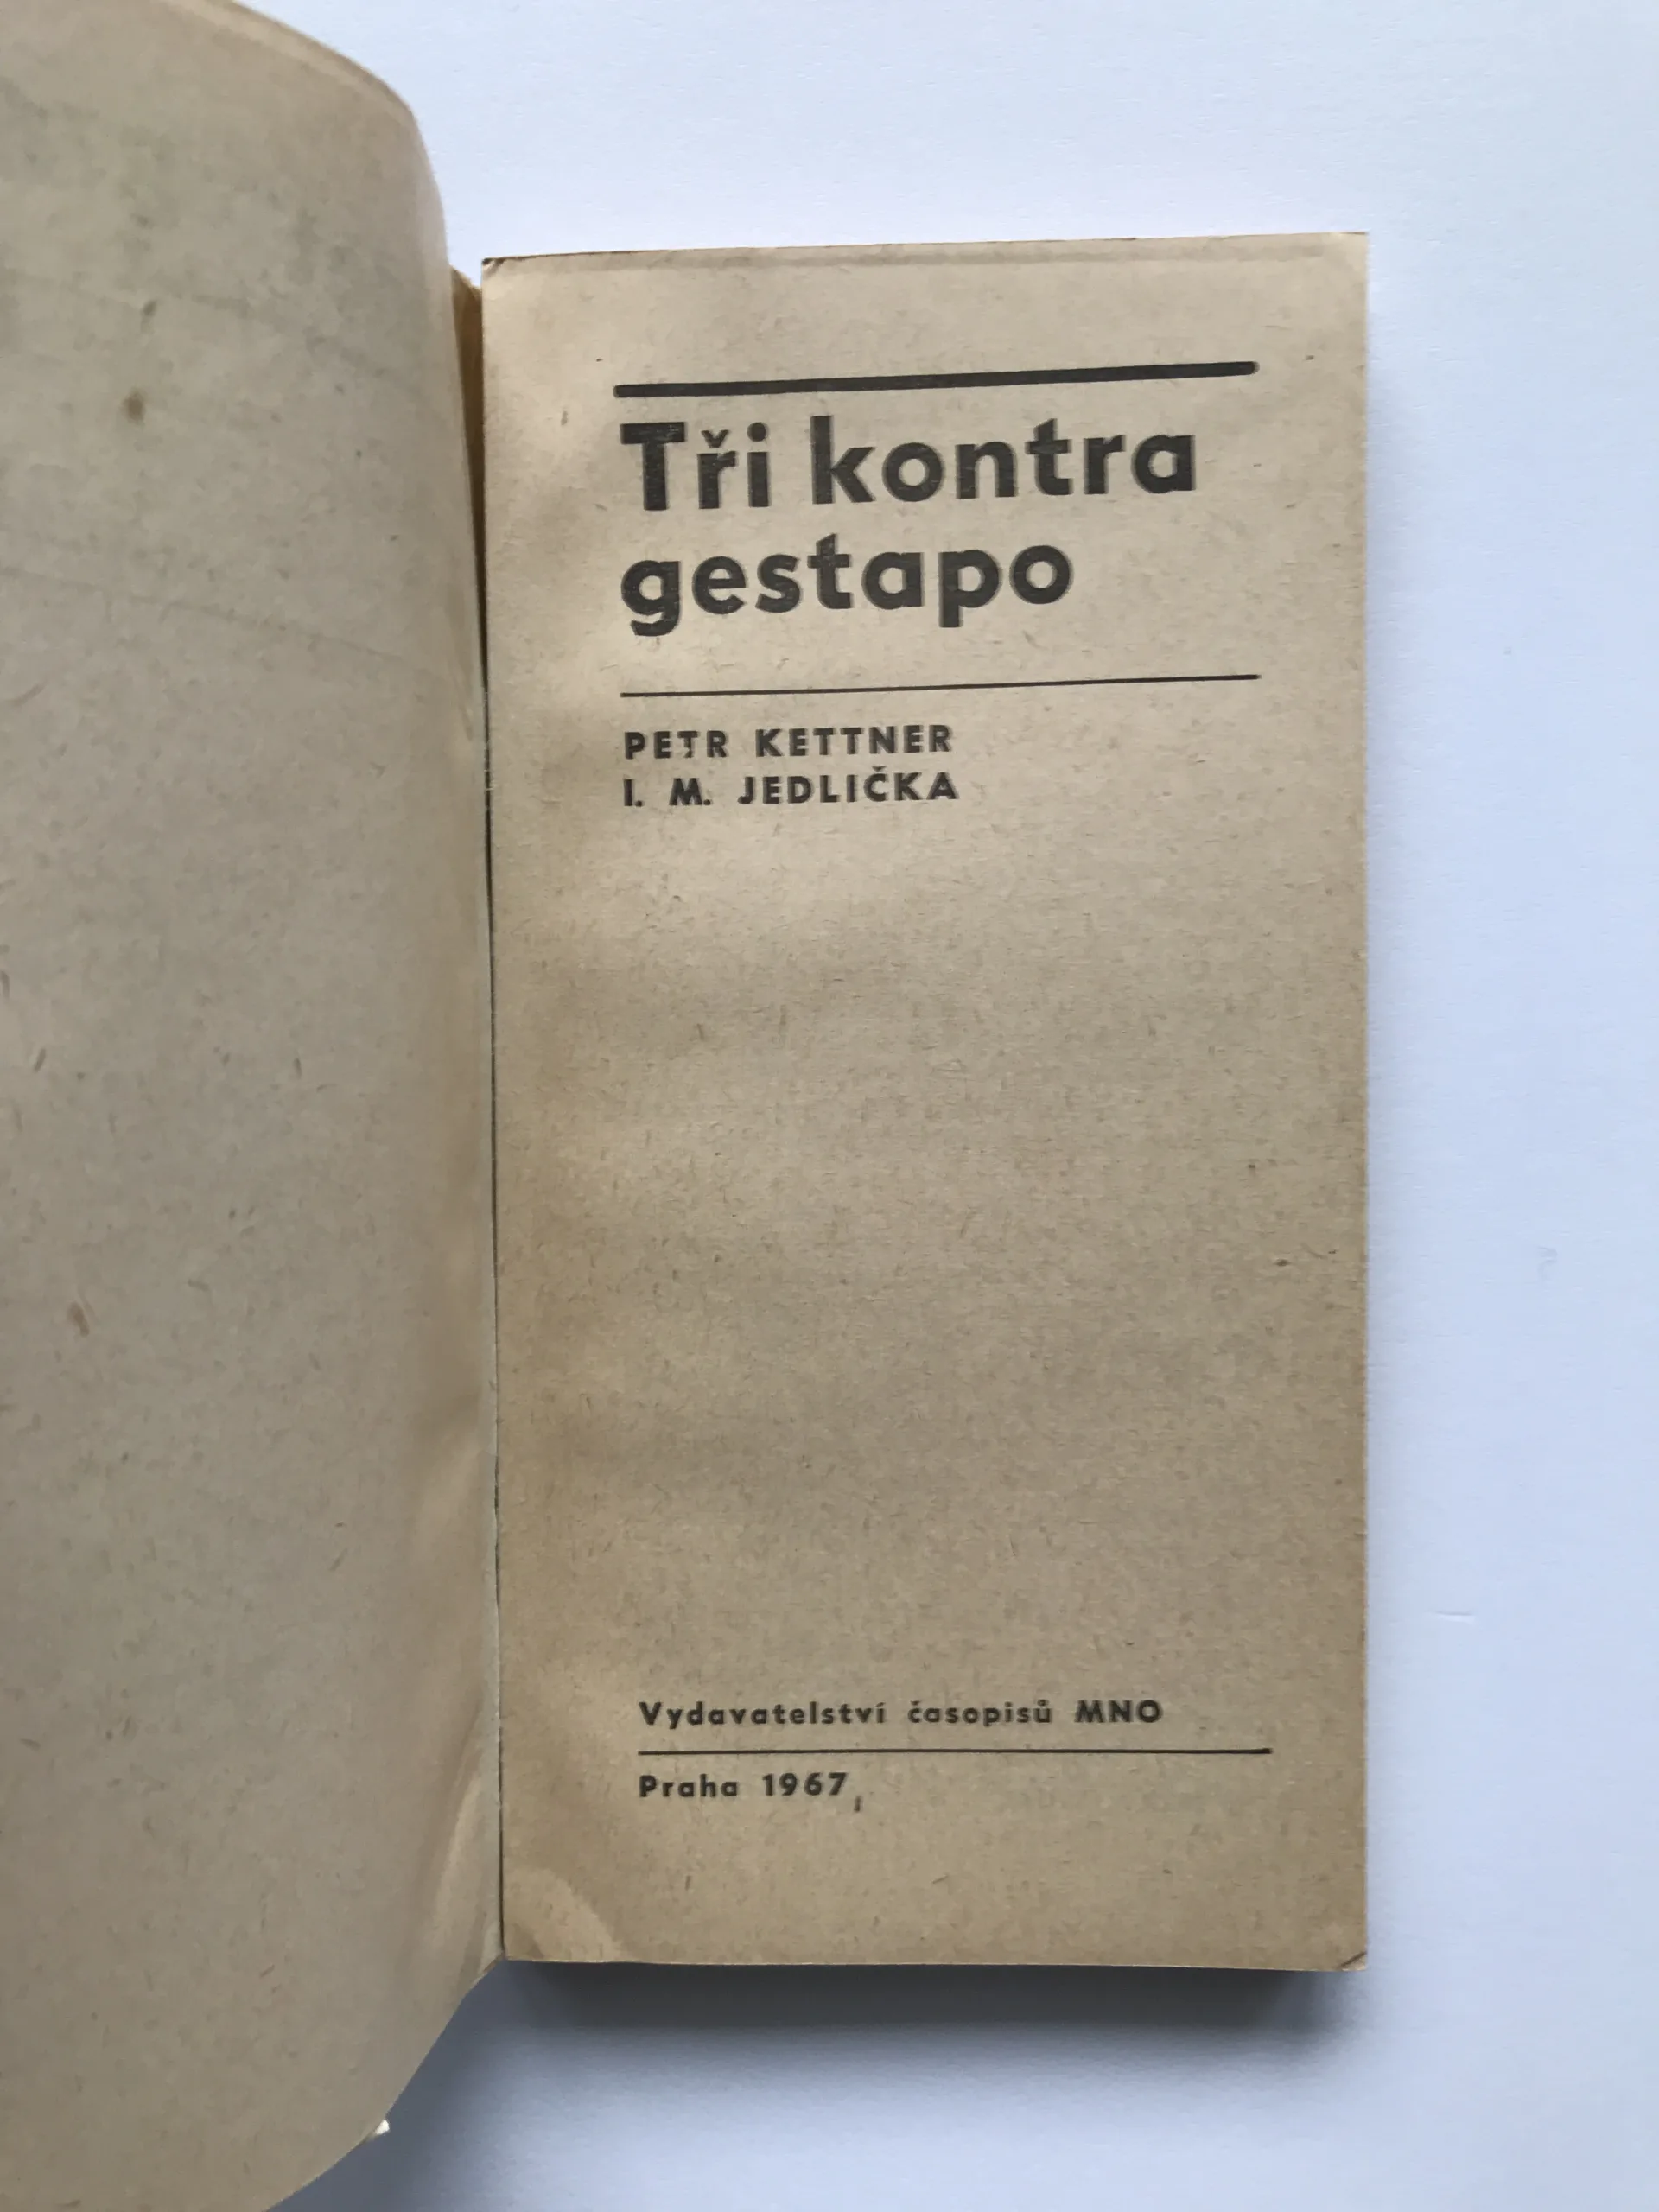 Tři kontra
gestapo
PETR KETTNER
I. M. JEDLIČKA
Vydavatelství časopisů MNO
Praha 1967